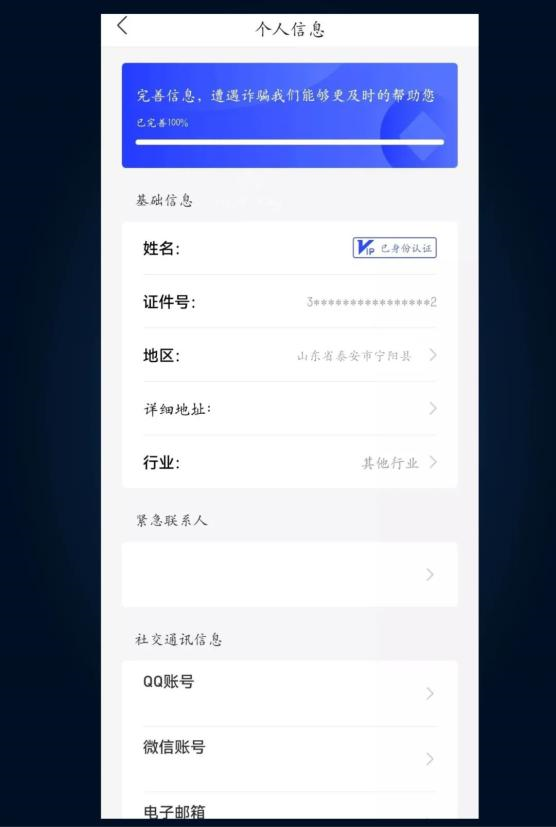 个人信息
完善信息，遭遇诈骗我们能够更及时的帮助您
已完善100%
基础信息
姓名：
VIP 已身份认证
证件号：
3****************2
地区：
山东省泰安市宁阳县
详细地址：
行业：
其他行业
紧急联系人
社交通讯信息
QQ账号
微信账号
电子邮箱